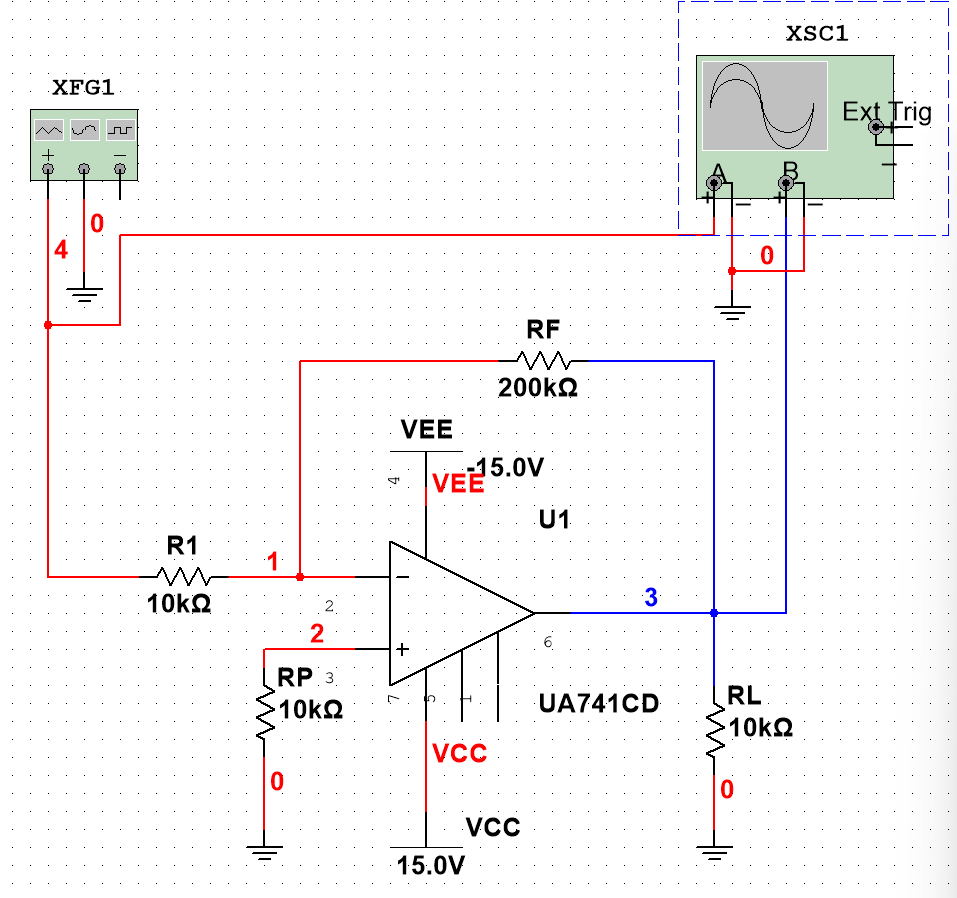 XSC1
XFG1
Ext Trig
+
−
A
B
+
−
+
−
+
−
0
4
0
RF
200kΩ
VEE
-15.0V
4
VEE
U1
R1
1
10kΩ
−
2
3
2
6
+
RP
3
10kΩ
7
5
1
UA741CD
RL
10kΩ
VCC
0
0
VCC
15.0V